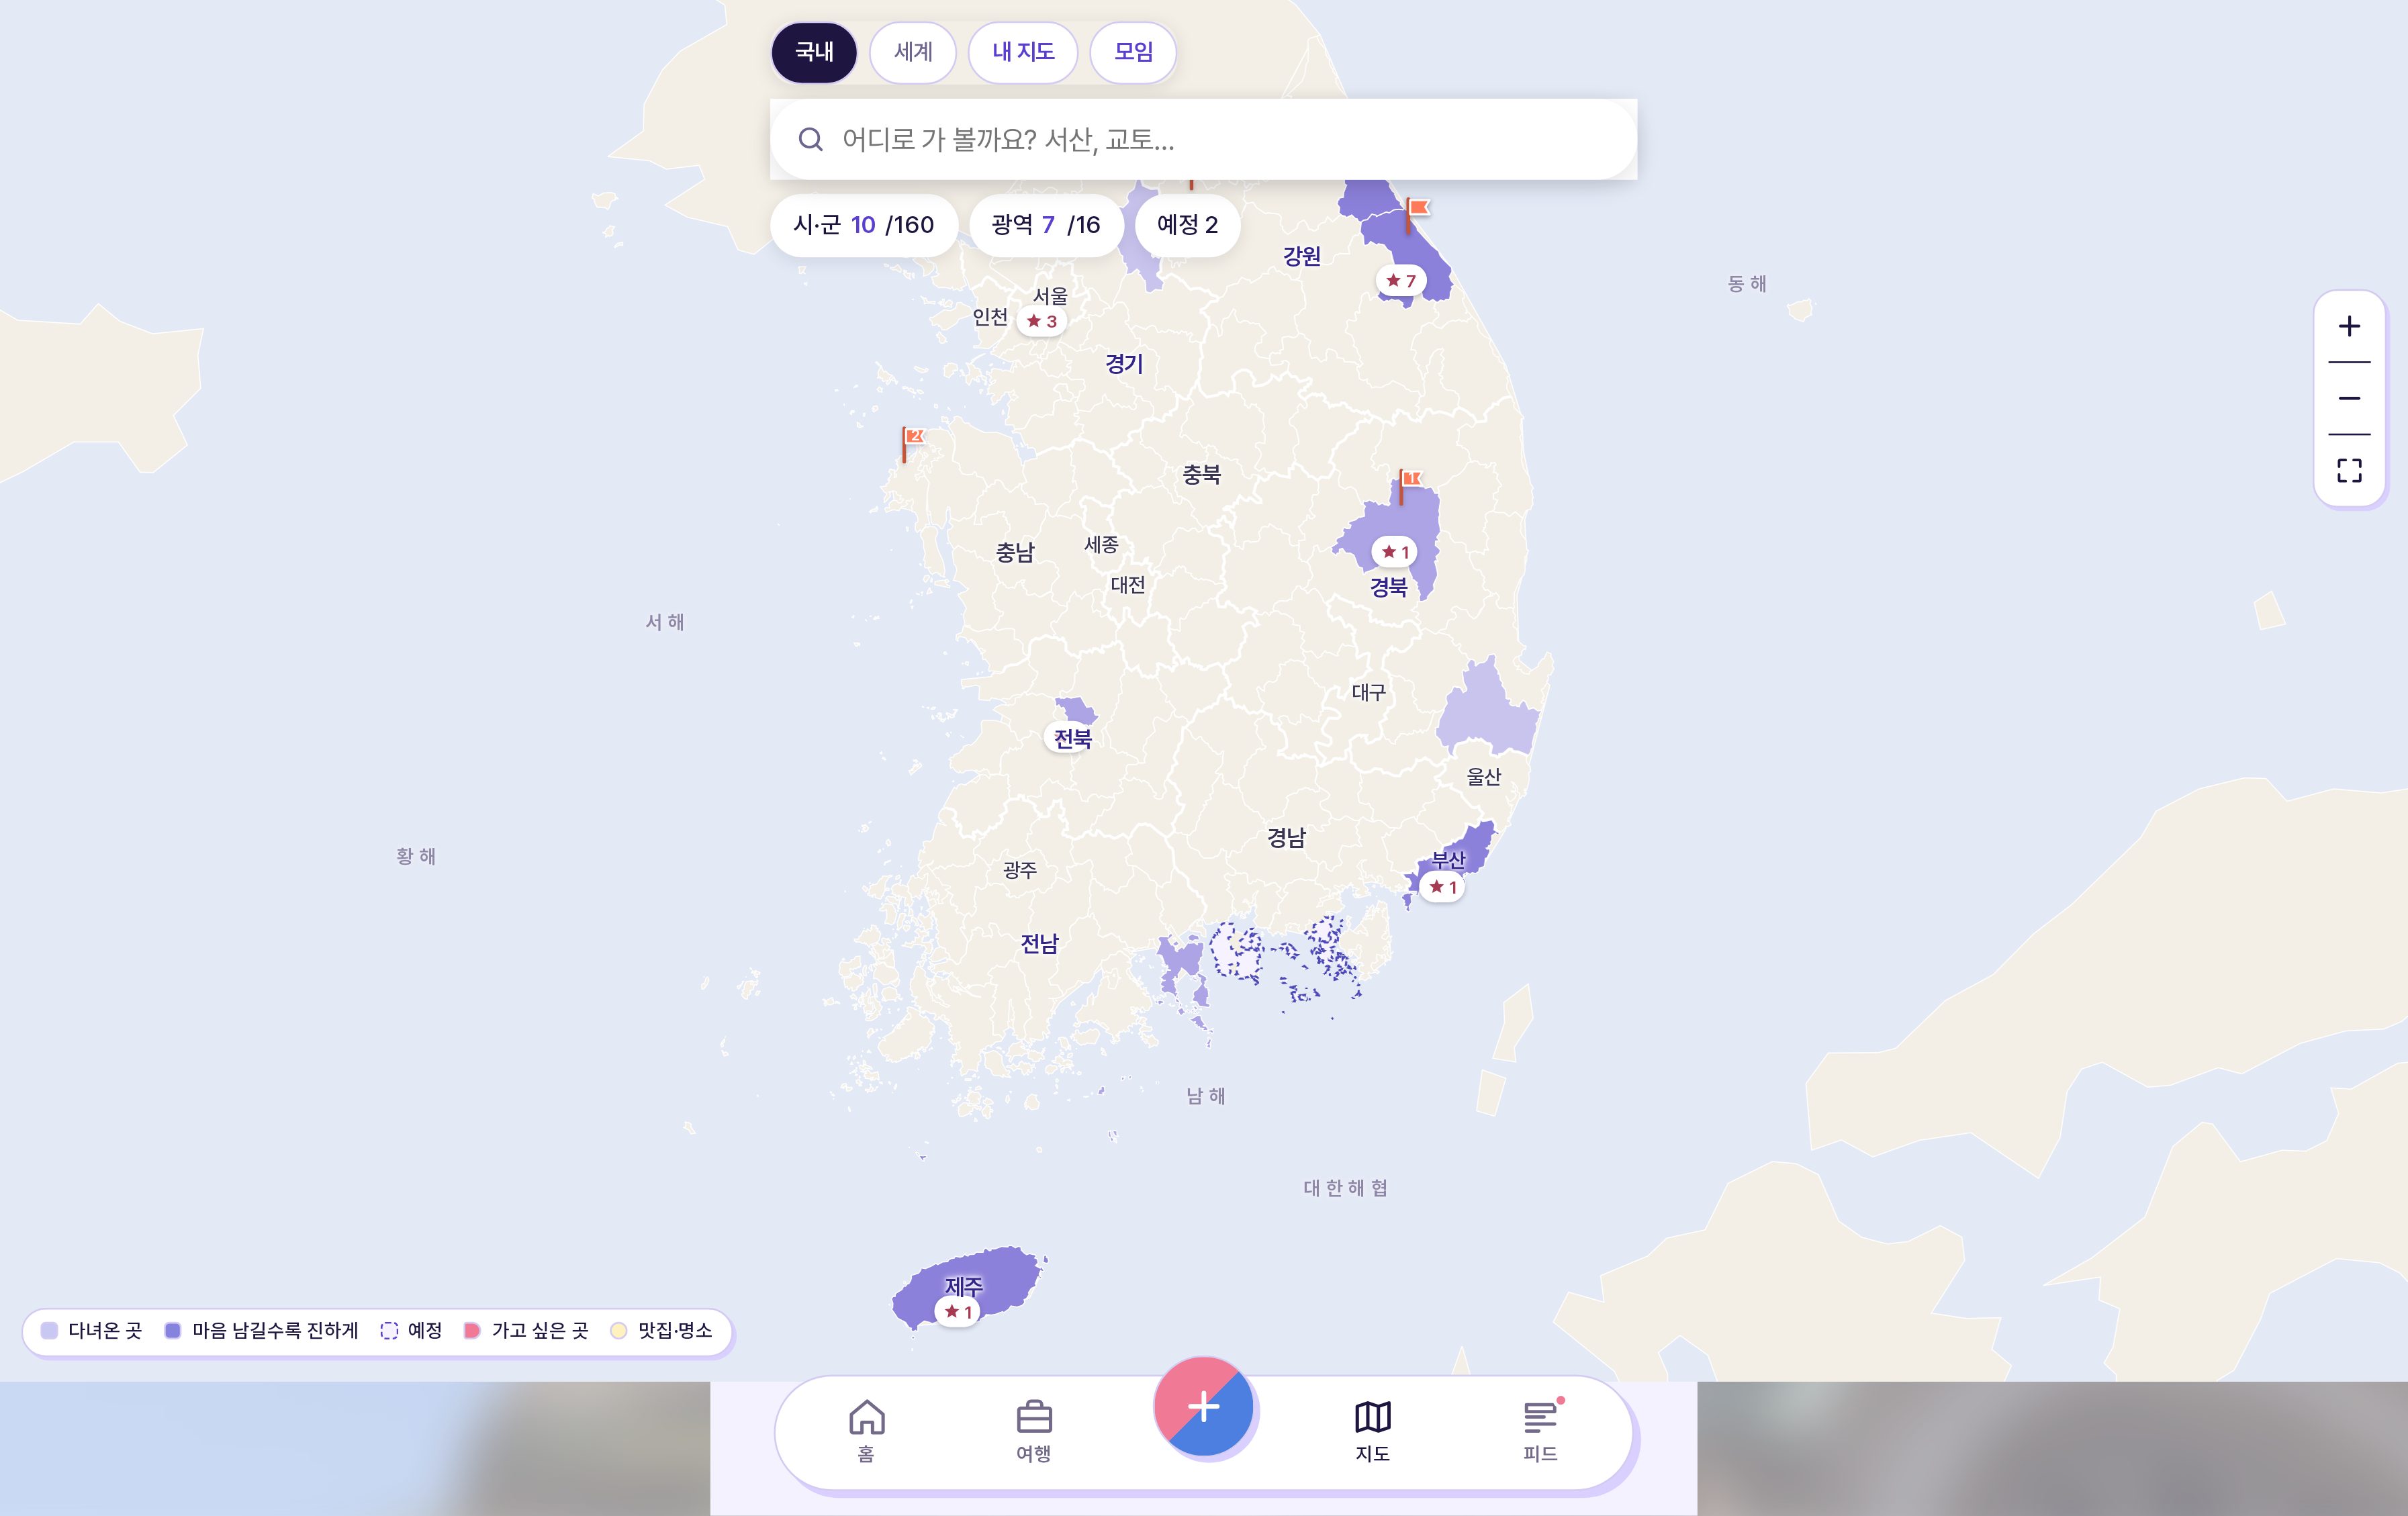 국내 세계 내 지도 모임
어디로 가 볼까요? 서산, 교토...
시·군 10 /160 광역 7 /16 예정 2
강원
동해
★ 7
서울
인천
★ 3
경기
2
충북
1
충남
세종
★ 1
대전
경북
서해
대구
전북
울산
경남
황해
부산
광주
★ 1
전남
남해
대한해협
제주
★ 1
다녀온 곳 마음 남길수록 진하게 예정 가고 싶은 곳 맛집·명소
홈 여행 지도 피드